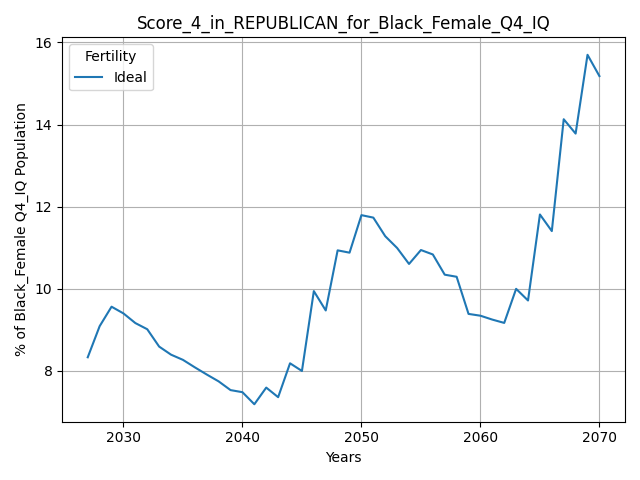 Score_4_in_REPUBLICAN_for_Black_Female_Q4_IQ
Fertility
Ideal
% of Black_Female Q4_IQ Population
16
14
12
10
8
2030 2040 2050 2060 2070
Years